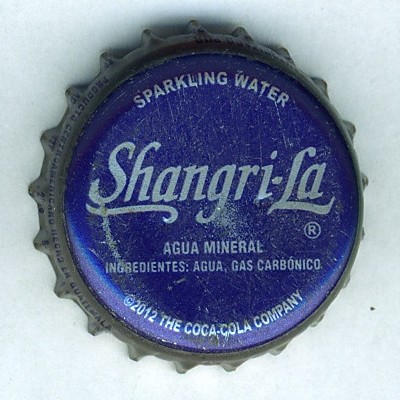 SPARKLING WATER
Shangri-La
®
AGUA MINERAL
INGREDIENTES: AGUA, GAS CARBÓNICO
©2012 THE COCA-COLA COMPANY